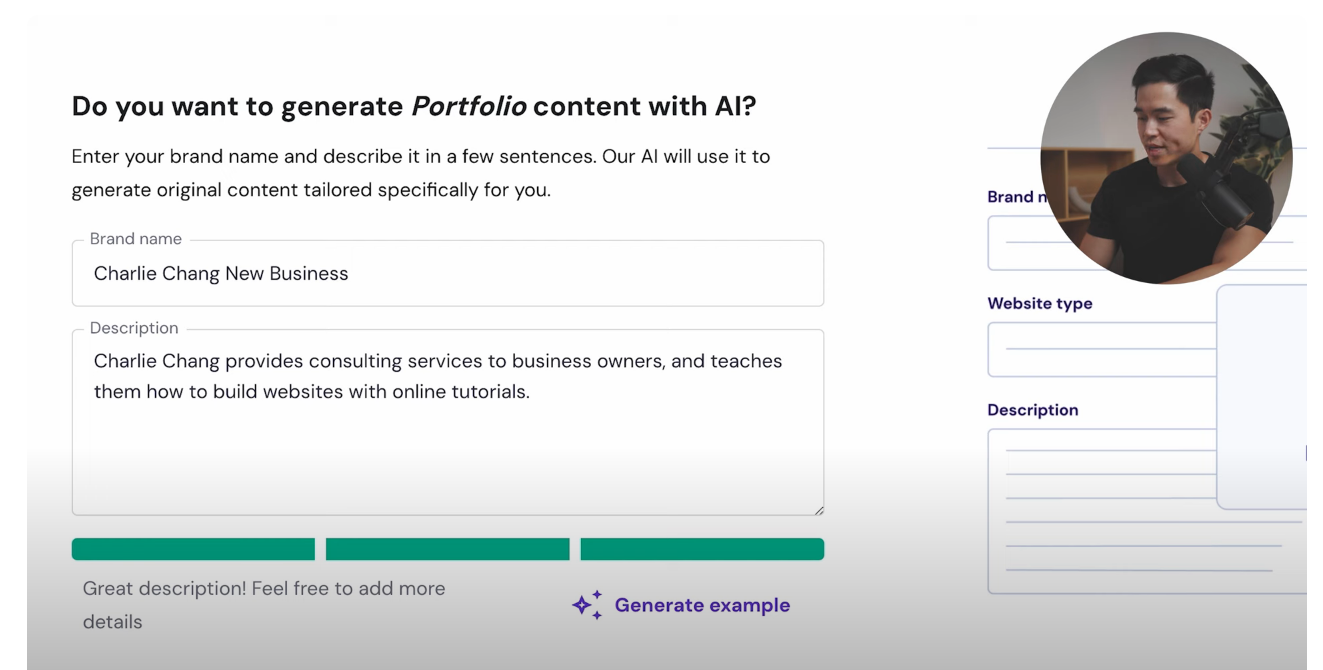 Do you want to generate Portfolio content with AI?
Enter your brand name and describe it in a few sentences. Our AI will use it to
generate original content tailored specifically for you.
Brand name
Charlie Chang New Business
Description
Charlie Chang provides consulting services to business owners, and teaches
them how to build websites with online tutorials.
Great description! Feel free to add more
details
Generate example
Brand
Website type
Description